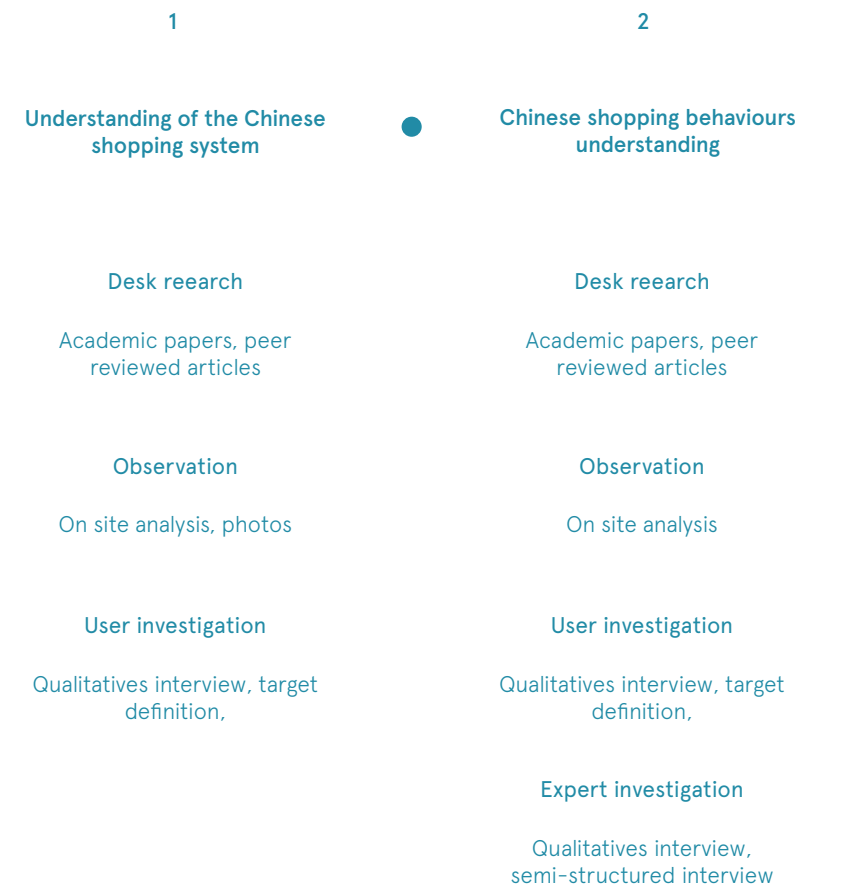 1
Understanding of the Chinese
shopping system
Desk reearch
Academic papers, peer
reviewed articles
Observation
On site analysis, photos
User investigation
Qualitatives interview, target
definition,
2
Chinese shopping behaviours
understanding
Desk reearch
Academic papers, peer
reviewed articles
Observation
On site analysis
User investigation
Qualitatives interview, target
definition,
Expert investigation
Qualitatives interview,
semi-structured interview